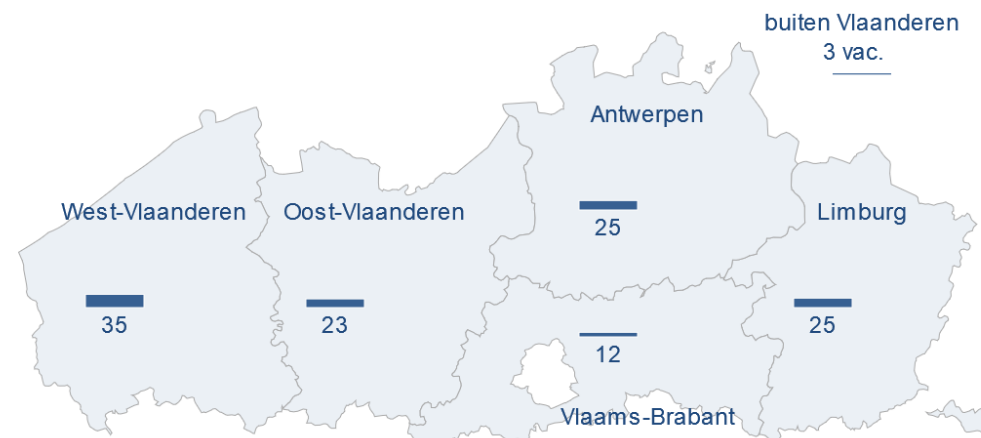 buiten Vlaanderen
3 vac.
Antwerpen
25
West-Vlaanderen
35
Oost-Vlaanderen
23
Limburg
25
12
Vlaams-Brabant